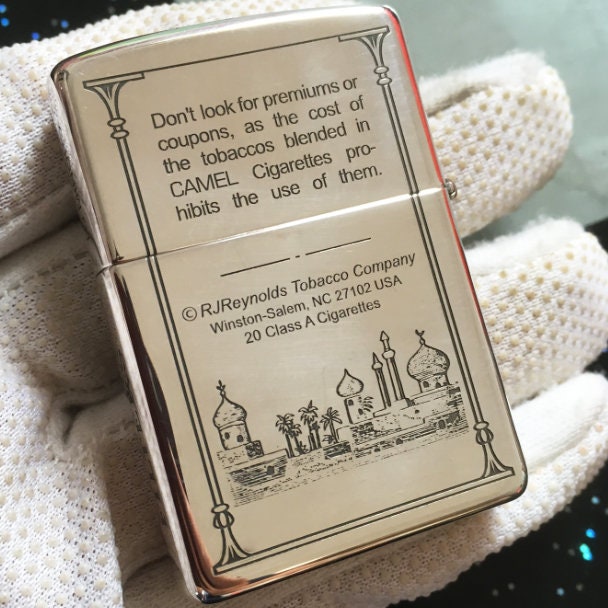 Don't look for premiums or
coupons, as the cost of
the tobaccos blended in
CAMEL Cigarettes pro-
hibits the use of them.
© RJReynolds Tobacco Company
Winston-Salem, NC 27102 USA
20 Class A Cigarettes